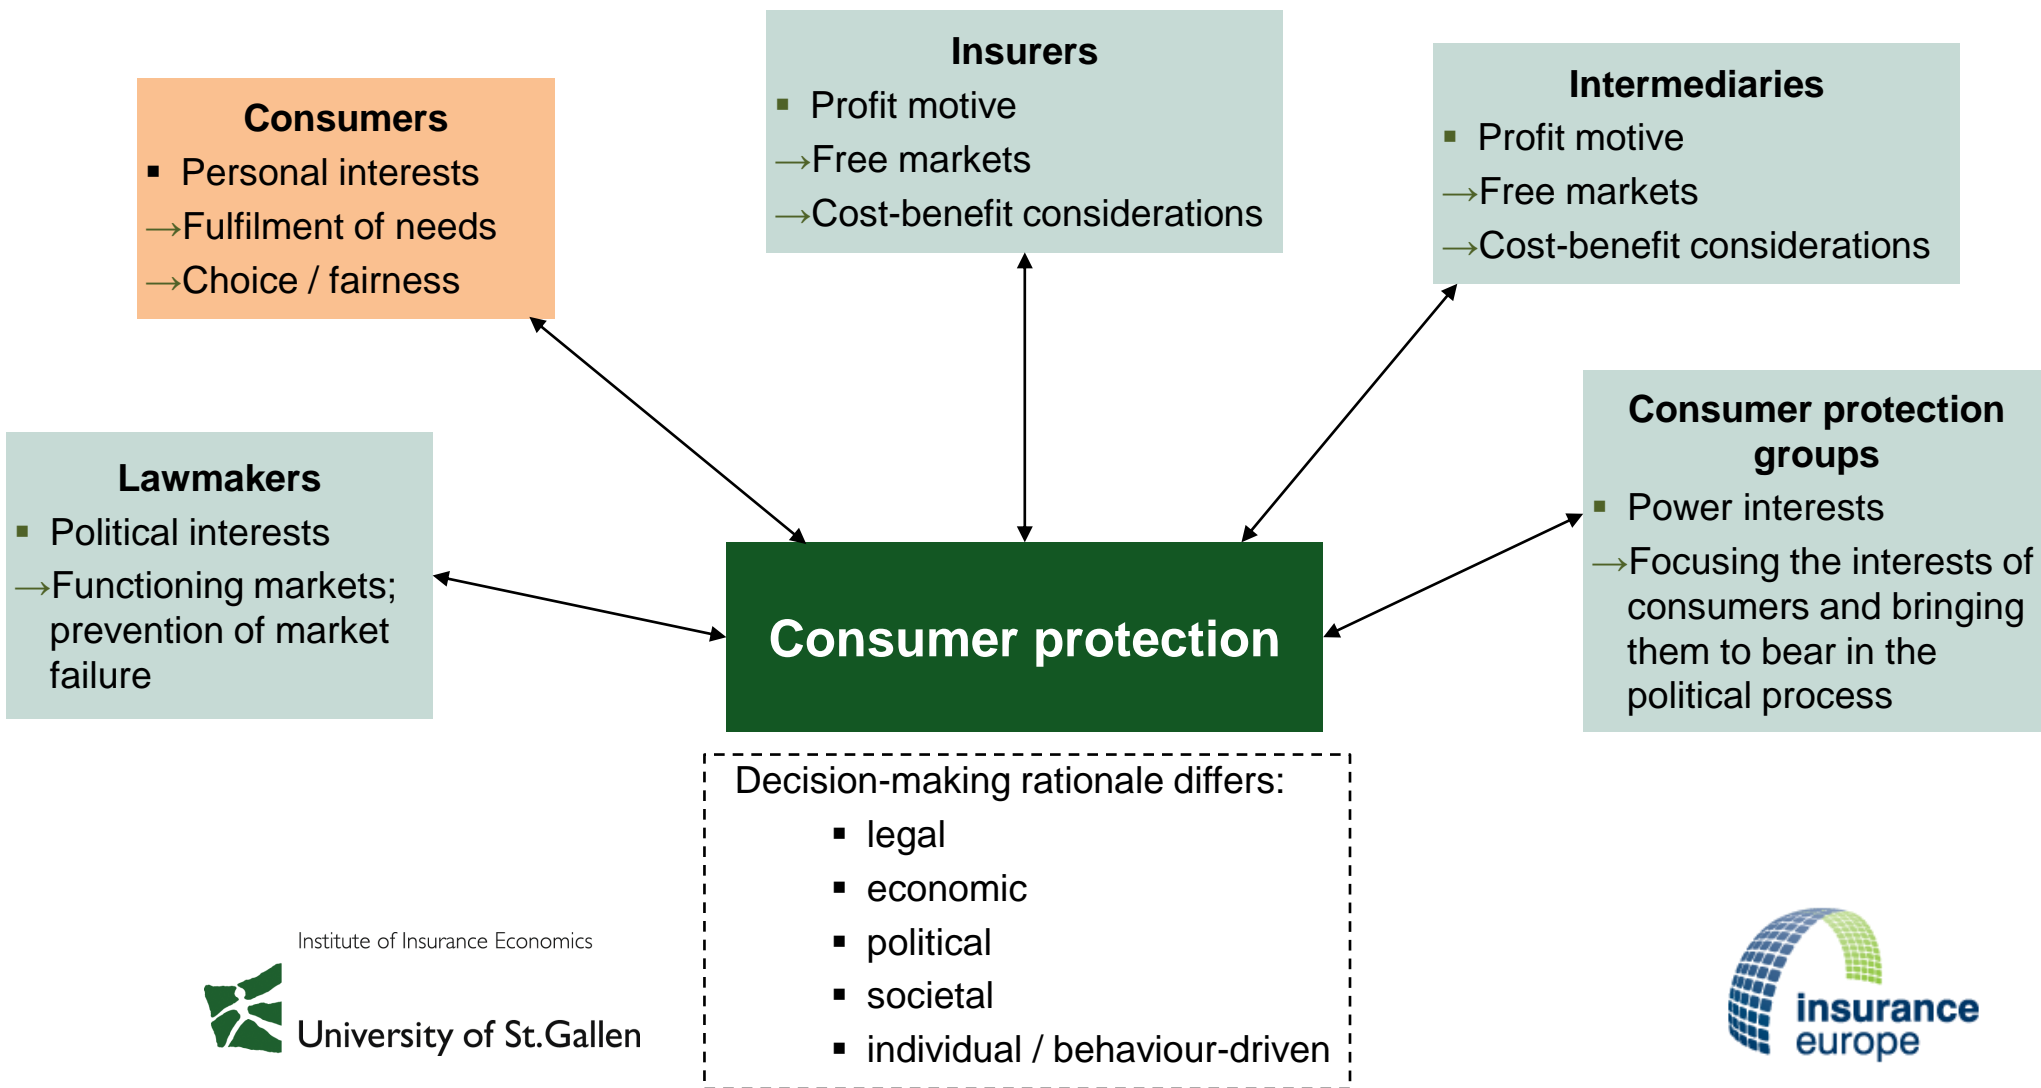 Consumers
▪ Personal interests
→Fulfilment of needs
→Choice / fairness
Insurers
▪ Profit motive
→Free markets
→Cost-benefit considerations
Intermediaries
▪ Profit motive
→Free markets
→Cost-benefit considerations
Lawmakers
▪ Political interests
→Functioning markets;
prevention of market
failure
Consumer protection
groups
▪ Power interests
→Focusing the interests of
consumers and bringing
them to bear in the
political process
Consumer protection
Decision-making rationale differs:
▪ legal
▪ economic
▪ political
▪ societal
▪ individual / behaviour-driven
Institute of Insurance Economics
University of St.Gallen
insurance
europe